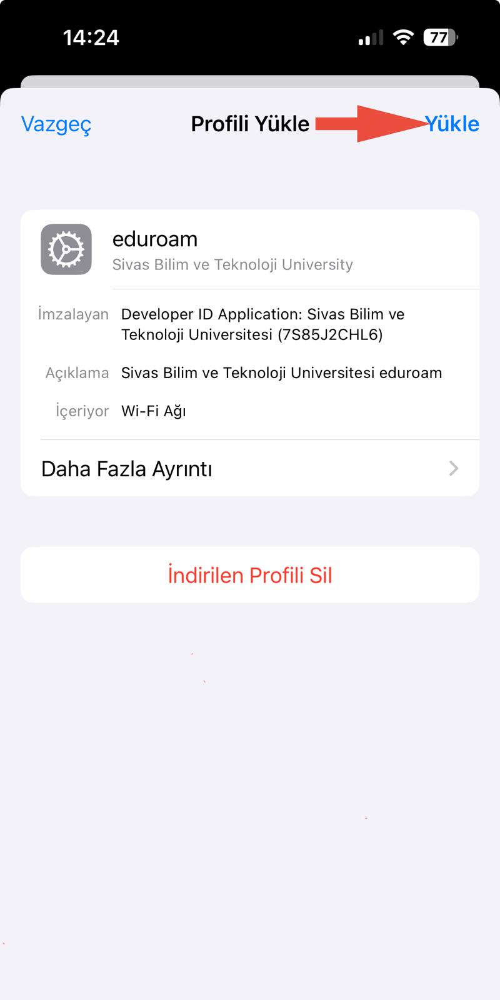 14:24
77
Vazgeç
Profili Yükle
Yükle
eduroam
Sivas Bilim ve Teknoloji University
İmzalayan Developer ID Application: Sivas Bilim ve
Teknoloji Universitesi (7S85J2CHL6)
Açıklama Sivas Bilim ve Teknoloji Universitesi eduroam
İçeriyor Wi-Fi Ağı
Daha Fazla Ayrıntı
İndirilen Profili Sil